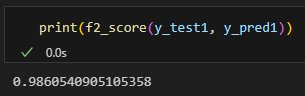 print(f2_score(y_test1, y_pred1))
✓ 0.0s
0.9860540905105358